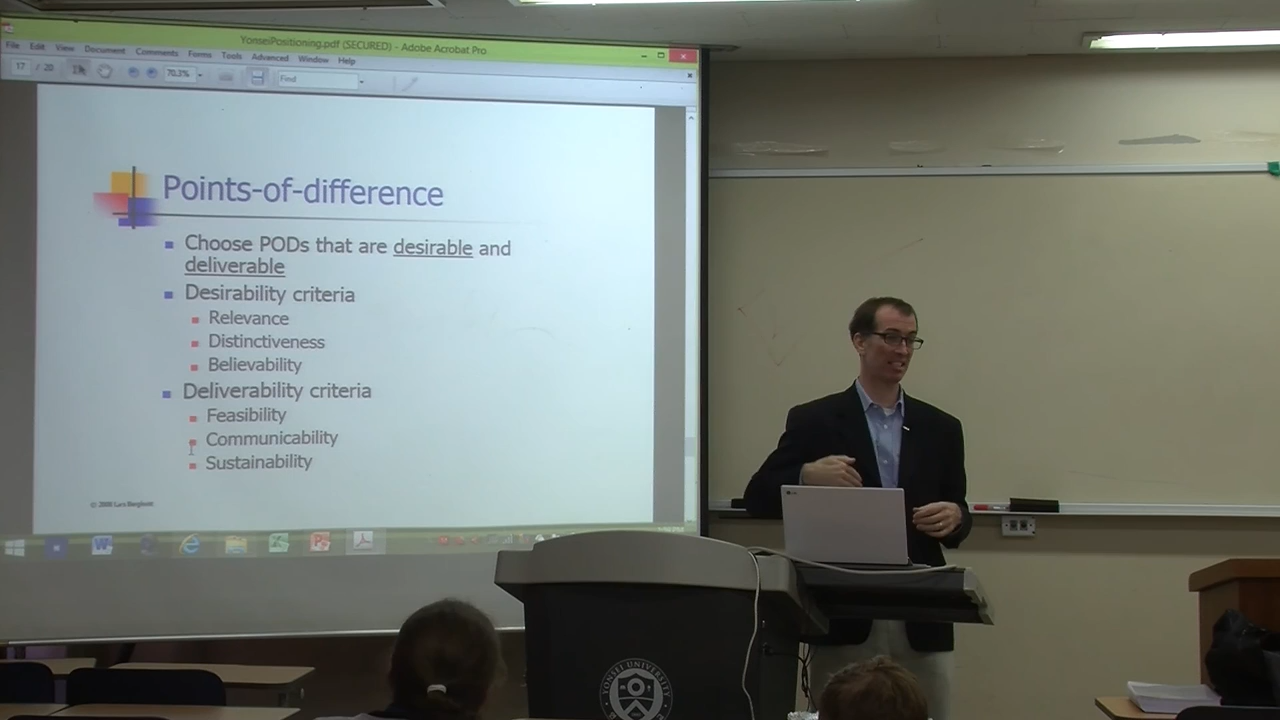 YonseiPositioning.pdf (SECURED) - Adobe Acrobat Pro
File Edit View Document Comments Forms Tools Advanced Window Help
17 / 20 70.3% Find
Points-of-difference
Choose PODs that are desirable and
deliverable
Desirability criteria
Relevance
Distinctiveness
Believability
Deliverability criteria
Feasibility
Communicability
Sustainability
YONSEI UNIVERSITY